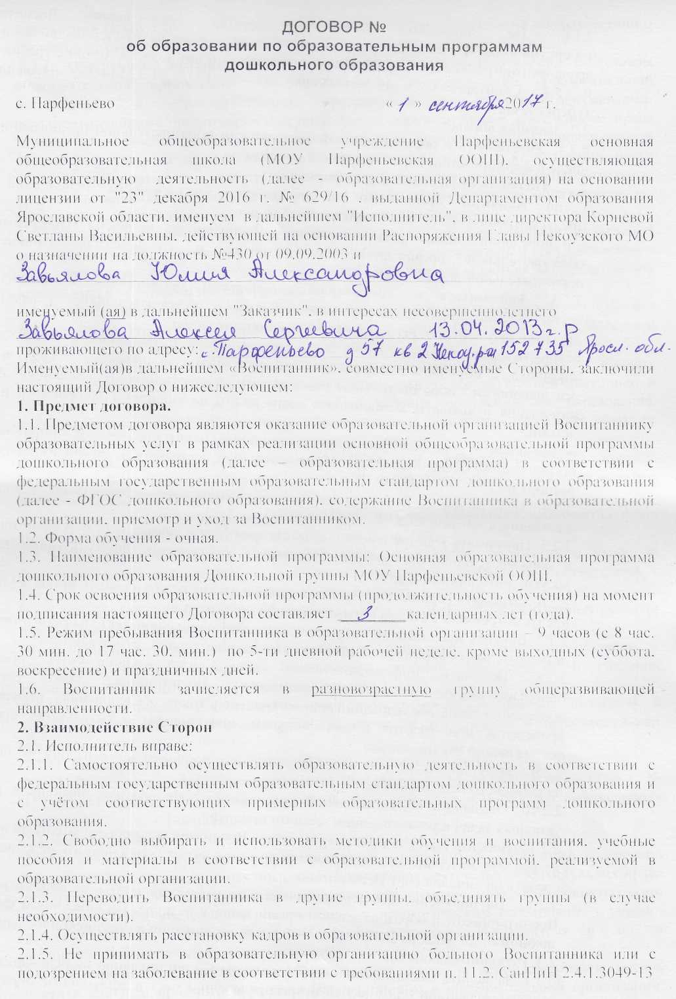 ДОГОВОР №
об образовании по образовательным программам
дошкольного образования
с. Парфеньево « 1 » сентября 2017 г.
Муниципальное общеобразовательное учреждение Парфеньевская основная
общеобразовательная школа (МОУ Парфеньевская ООШ), осуществляющая
образовательную деятельность (далее - образовательная организация) на основании
лицензии от "23" декабря 2016 г. № 629/16 , выданной Департаментом образования
Ярославской области, именуем в дальнейшем "Исполнитель", в лице директора Корневой
Светланы Васильевны, действующей на основании Распоряжения Главы Некоузского МО
о назначении на должность №430 от 09.09.2003 и
Завьялова Юлия Александровна
именуемый (ая) в дальнейшем "Заказчик", в интересах несовершеннолетнего
Завьялова Алексея Сергеевича 13.04.2013г.р
проживающего по адресу: с. Парфеньево д 57 кв 2 Некоуз. р-н 152735 Яросл. обл.
Именуемый(ая)в дальнейшем «Воспитанник», совместно именуемые Стороны, заключили
настоящий Договор о нижеследующем:
1. Предмет договора.
1.1. Предметом договора являются оказание образовательной организацией Воспитаннику
образовательных услуг в рамках реализации основной общеобразовательной программы
дошкольного образования (далее – образовательная программа) в соответствии с
федеральным государственным образовательным стандартом дошкольного образования
(далее - ФГОС дошкольного образования), содержание Воспитанника в образовательной
организации, присмотр и уход за Воспитанником.
1.2. Форма обучения - очная.
1.3. Наименование образовательной программы: Основная образовательная программа
дошкольного образования Дошкольной группы МОУ Парфеньевской ООШ.
1.4. Срок освоения образовательной программы (продолжительность обучения) на момент
подписания настоящего Договора составляет 3 календарных лет (года).
1.5. Режим пребывания Воспитанника в образовательной организации – 9 часов (с 8 час.
30 мин. до 17 час. 30. мин.) по 5-ти дневной рабочей неделе, кроме выходных (суббота,
воскресение) и праздничных дней.
1.6. Воспитанник зачисляется в разновозрастную группу общеразвивающей
направленности.
2. Взаимодействие Сторон
2.1. Исполнитель вправе:
2.1.1. Самостоятельно осуществлять образовательную деятельность в соответствии с
федеральным государственным образовательным стандартом дошкольного образования и
с учётом соответствующих примерных образовательных программ дошкольного
образования.
2.1.2. Свободно выбирать и использовать методики обучения и воспитания, учебные
пособия и материалы в соответствии с образовательной программой, реализуемой в
образовательной организации.
2.1.3. Переводить Воспитанника в другие группы, объединять группы (в случае
необходимости).
2.1.4. Осуществлять расстановку кадров в образовательной организации.
2.1.5. Не принимать в образовательную организацию больного Воспитанника или с
подозрением на заболевание в соответствии с требованиями п. 11.2. СанПиН 2.4.1.3049-13